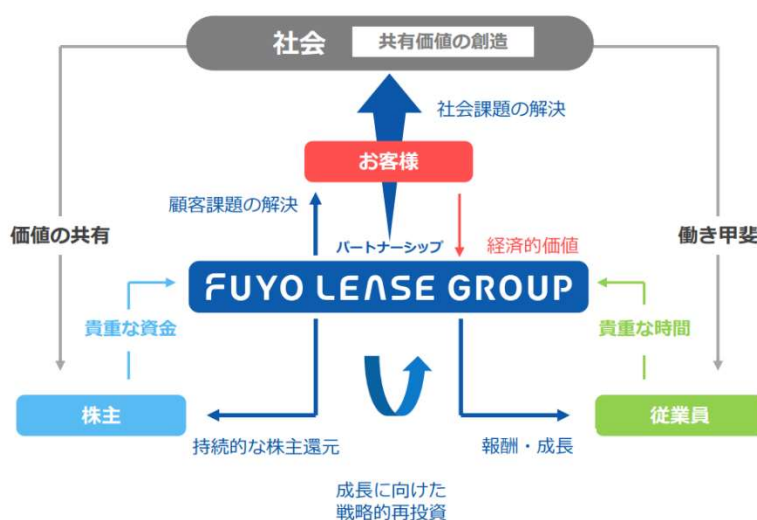 社会
共有価値の創造
社会課題の解決
お客様
顧客課題の解決
価値の共有
パートナーシップ
経済的価値
働き甲斐
FUYO LEASE GROUP
貴重な資金
貴重な時間
株主
従業員
持続的な株主還元
報酬・成長
成長に向けた
戦略的再投資